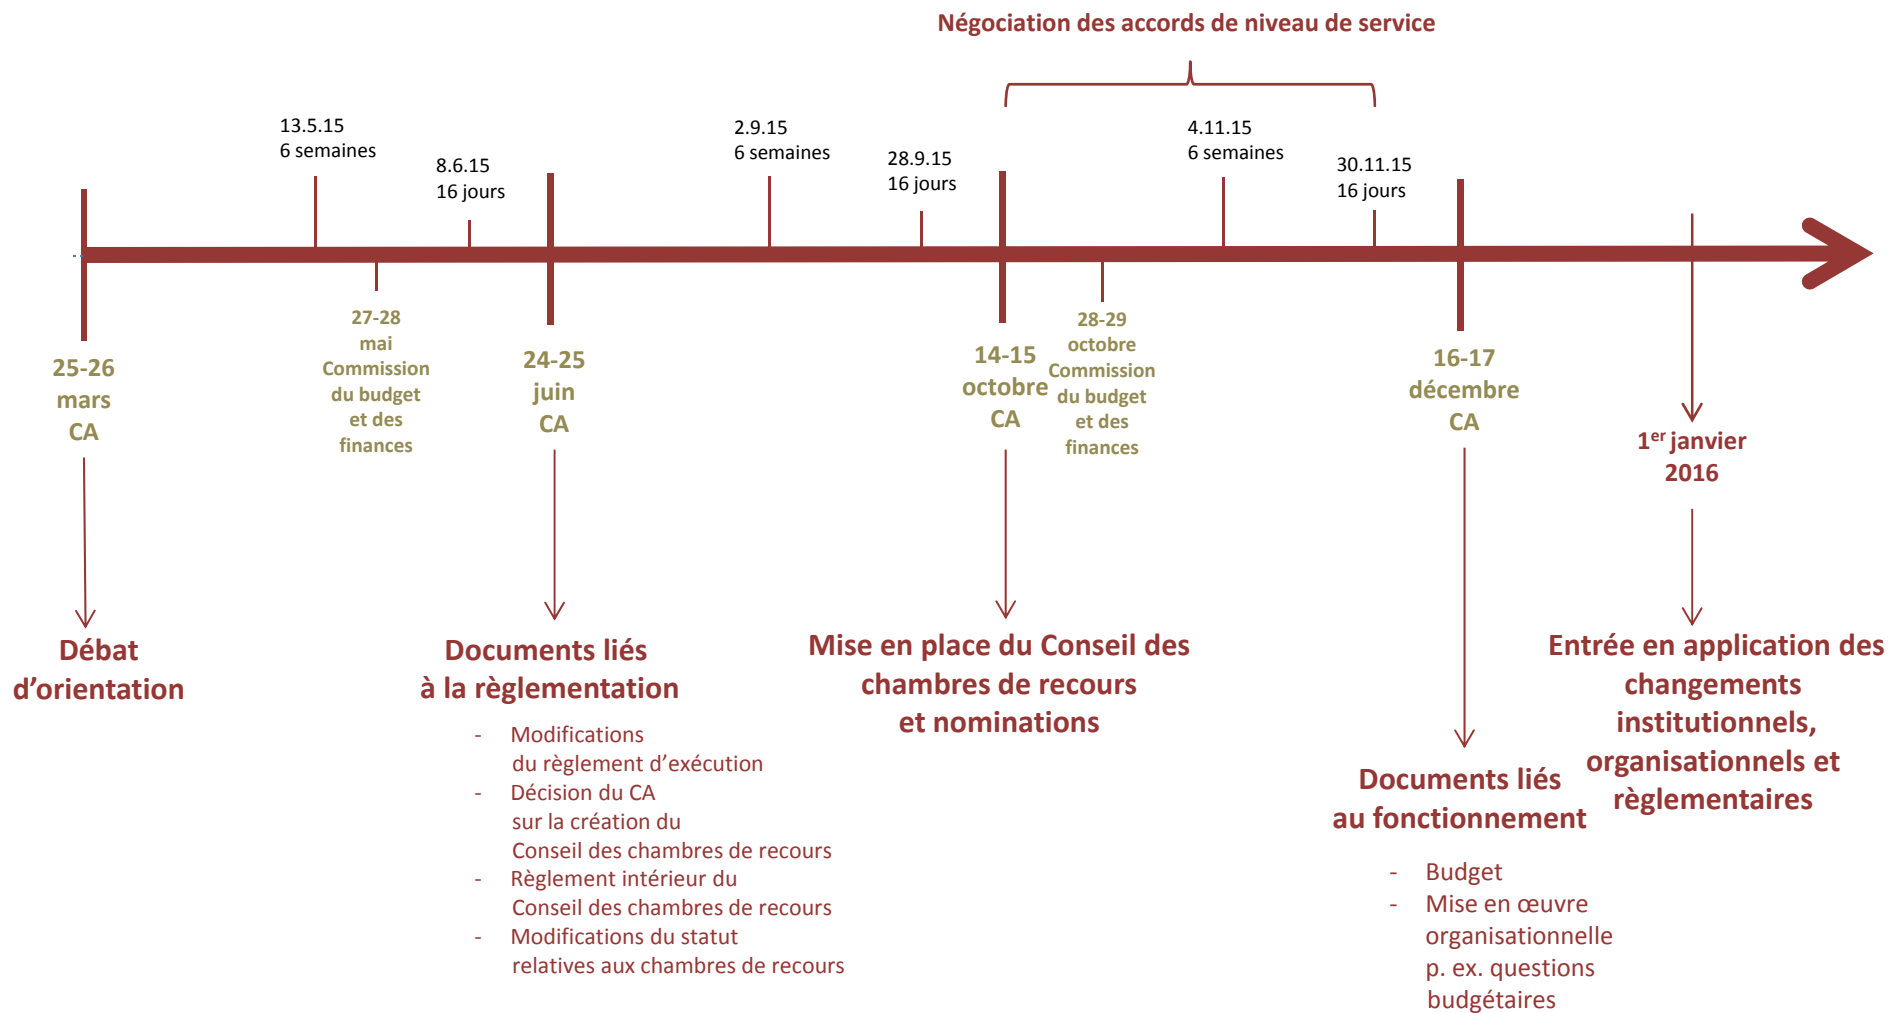 Négociation des accords de niveau de service
13.5.15
6 semaines
8.6.15
16 jours
2.9.15
6 semaines
28.9.15
16 jours
4.11.15
6 semaines
30.11.15
16 jours
25-26
mars
CA
27-28
mai
Commission
du budget
et des
finances
24-25
juin
CA
14-15
octobre
CA
28-29
octobre
Commission
du budget
et des
finances
16-17
décembre
CA
1er janvier
2016
Débat
d’orientation
Documents liés
à la règlementation
- Modifications
du règlement d’exécution
- Décision du CA
sur la création du
Conseil des chambres de recours
- Règlement intérieur du
Conseil des chambres de recours
- Modifications du statut
relatives aux chambres de recours
Mise en place du Conseil des
chambres de recours
et nominations
Documents liés
au fonctionnement
- Budget
- Mise en œuvre
organisationnelle
p. ex. questions
budgétaires
Entrée en application des
changements
institutionnels,
organisationnels et
règlementaires